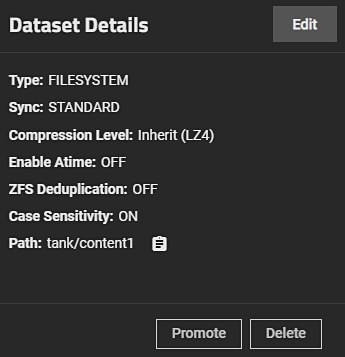 Dataset Details
Edit
Type: FILESYSTEM
Sync: STANDARD
Compression Level: Inherit (LZ4)
Enable Atime: OFF
ZFS Deduplication: OFF
Case Sensitivity: ON
Path: tank/content1
Promote
Delete